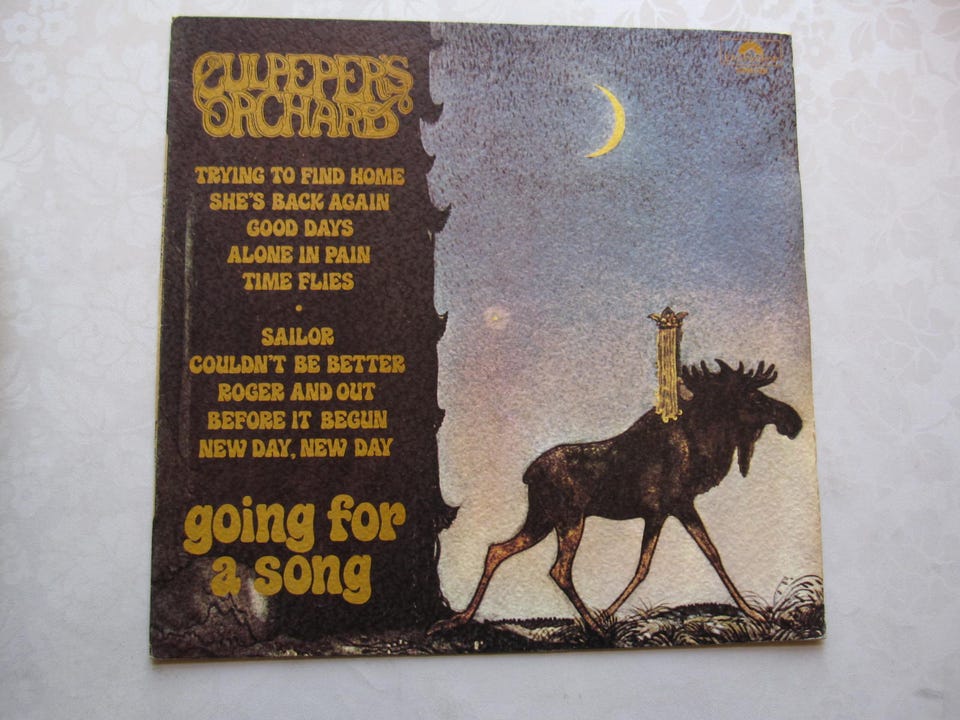 CULPEPER'S
ORCHARD
TRYING TO FIND HOME
SHE'S BACK AGAIN
GOOD DAYS
ALONE IN PAIN
TIME FLIES
•
SAILOR
COULDN'T BE BETTER
ROGER AND OUT
BEFORE IT BEGUN
NEW DAY, NEW DAY
going for
a song